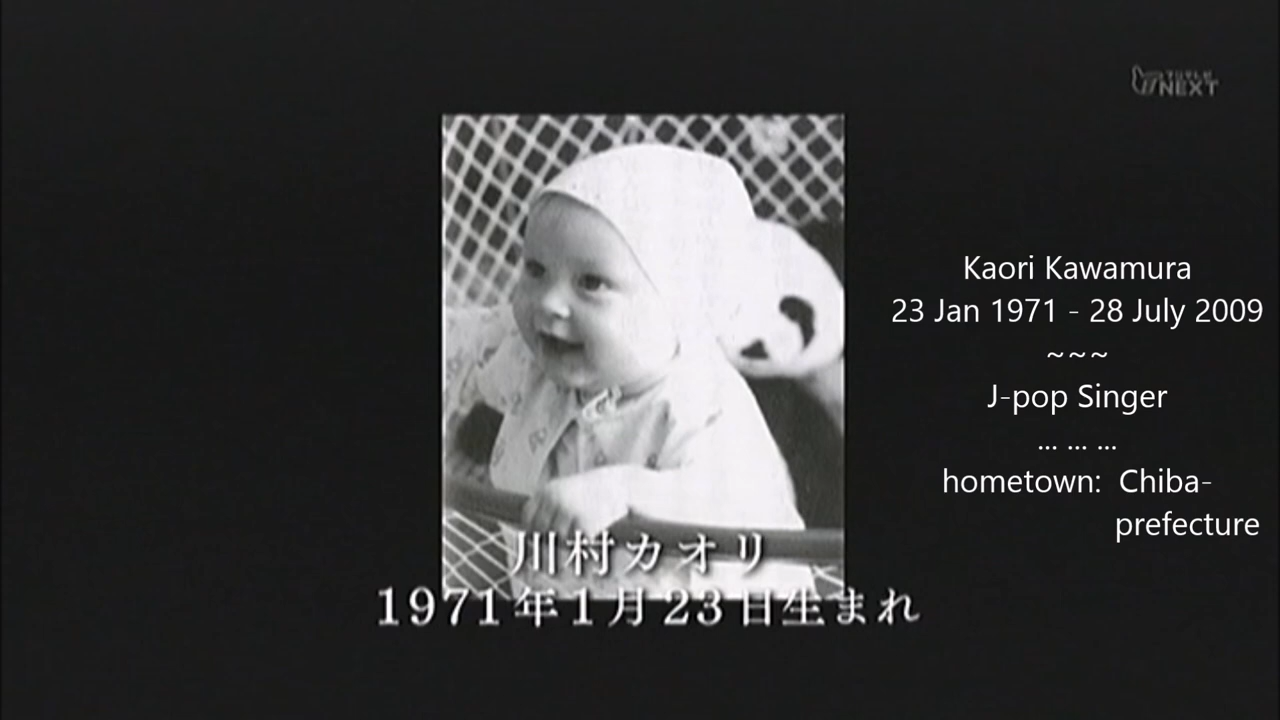 NEXT
Kaori Kawamura
23 Jan 1971 - 28 July 2009
~~~
J-pop Singer
... ... ...
hometown: Chiba-
prefecture
川村カオリ
1971年1月23日生まれ